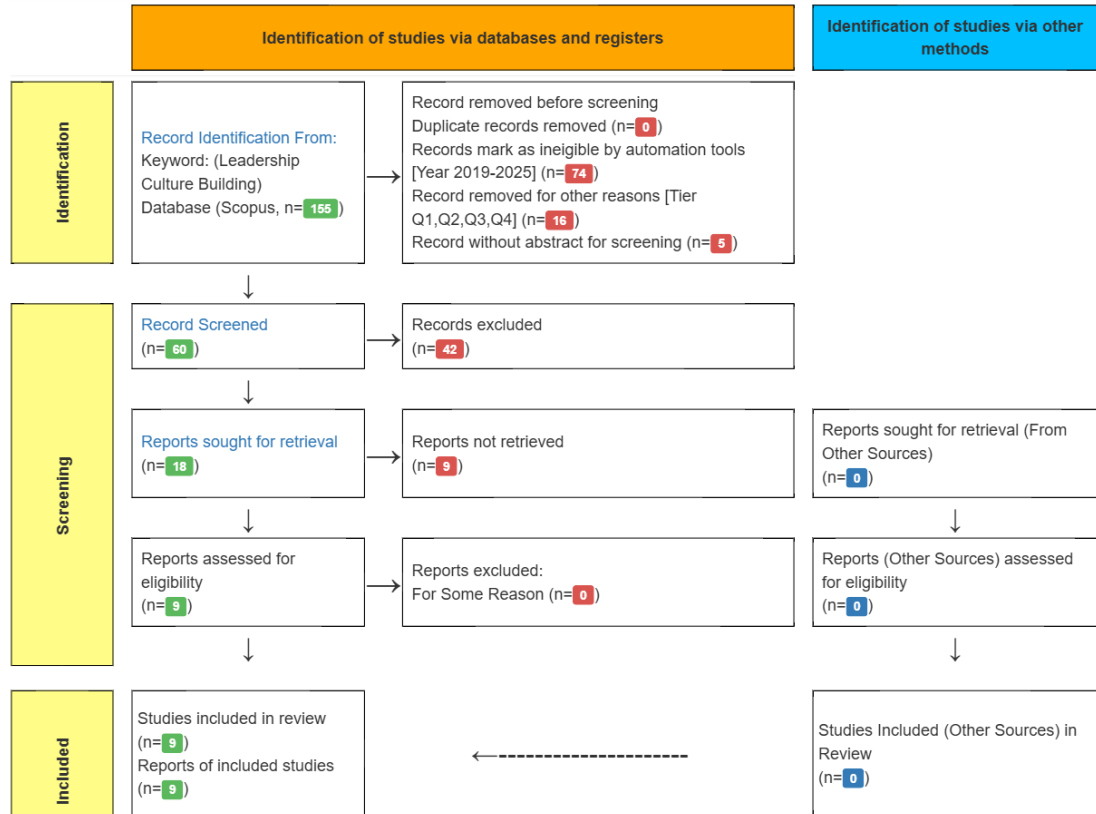 Identification of studies via databases and registers
Identification of studies via other
methods
Identification
Record Identification From:
Keyword: (Leadership
Culture Building)
Database (Scopus, n=155)
Record removed before screening
Duplicate records removed (n=0)
Records mark as ineigible by automation tools
[Year 2019-2025] (n=74)
Record removed for other reasons [Tier
Q1,Q2,Q3,Q4] (n=16)
Record without abstract for screening (n=5)
Screening
Record Screened
(n=60)
Records excluded
(n=42)
Reports sought for retrieval
(n=18)
Reports not retrieved
(n=9)
Reports sought for retrieval (From
Other Sources)
(n=0)
Reports assessed for
eligibility
(n=9)
Reports excluded:
For Some Reason (n=0)
Reports (Other Sources) assessed
for eligibility
(n=0)
Included
Studies included in review
(n=9)
Reports of included studies
(n=9)
Studies Included (Other Sources) in
Review
(n=0)